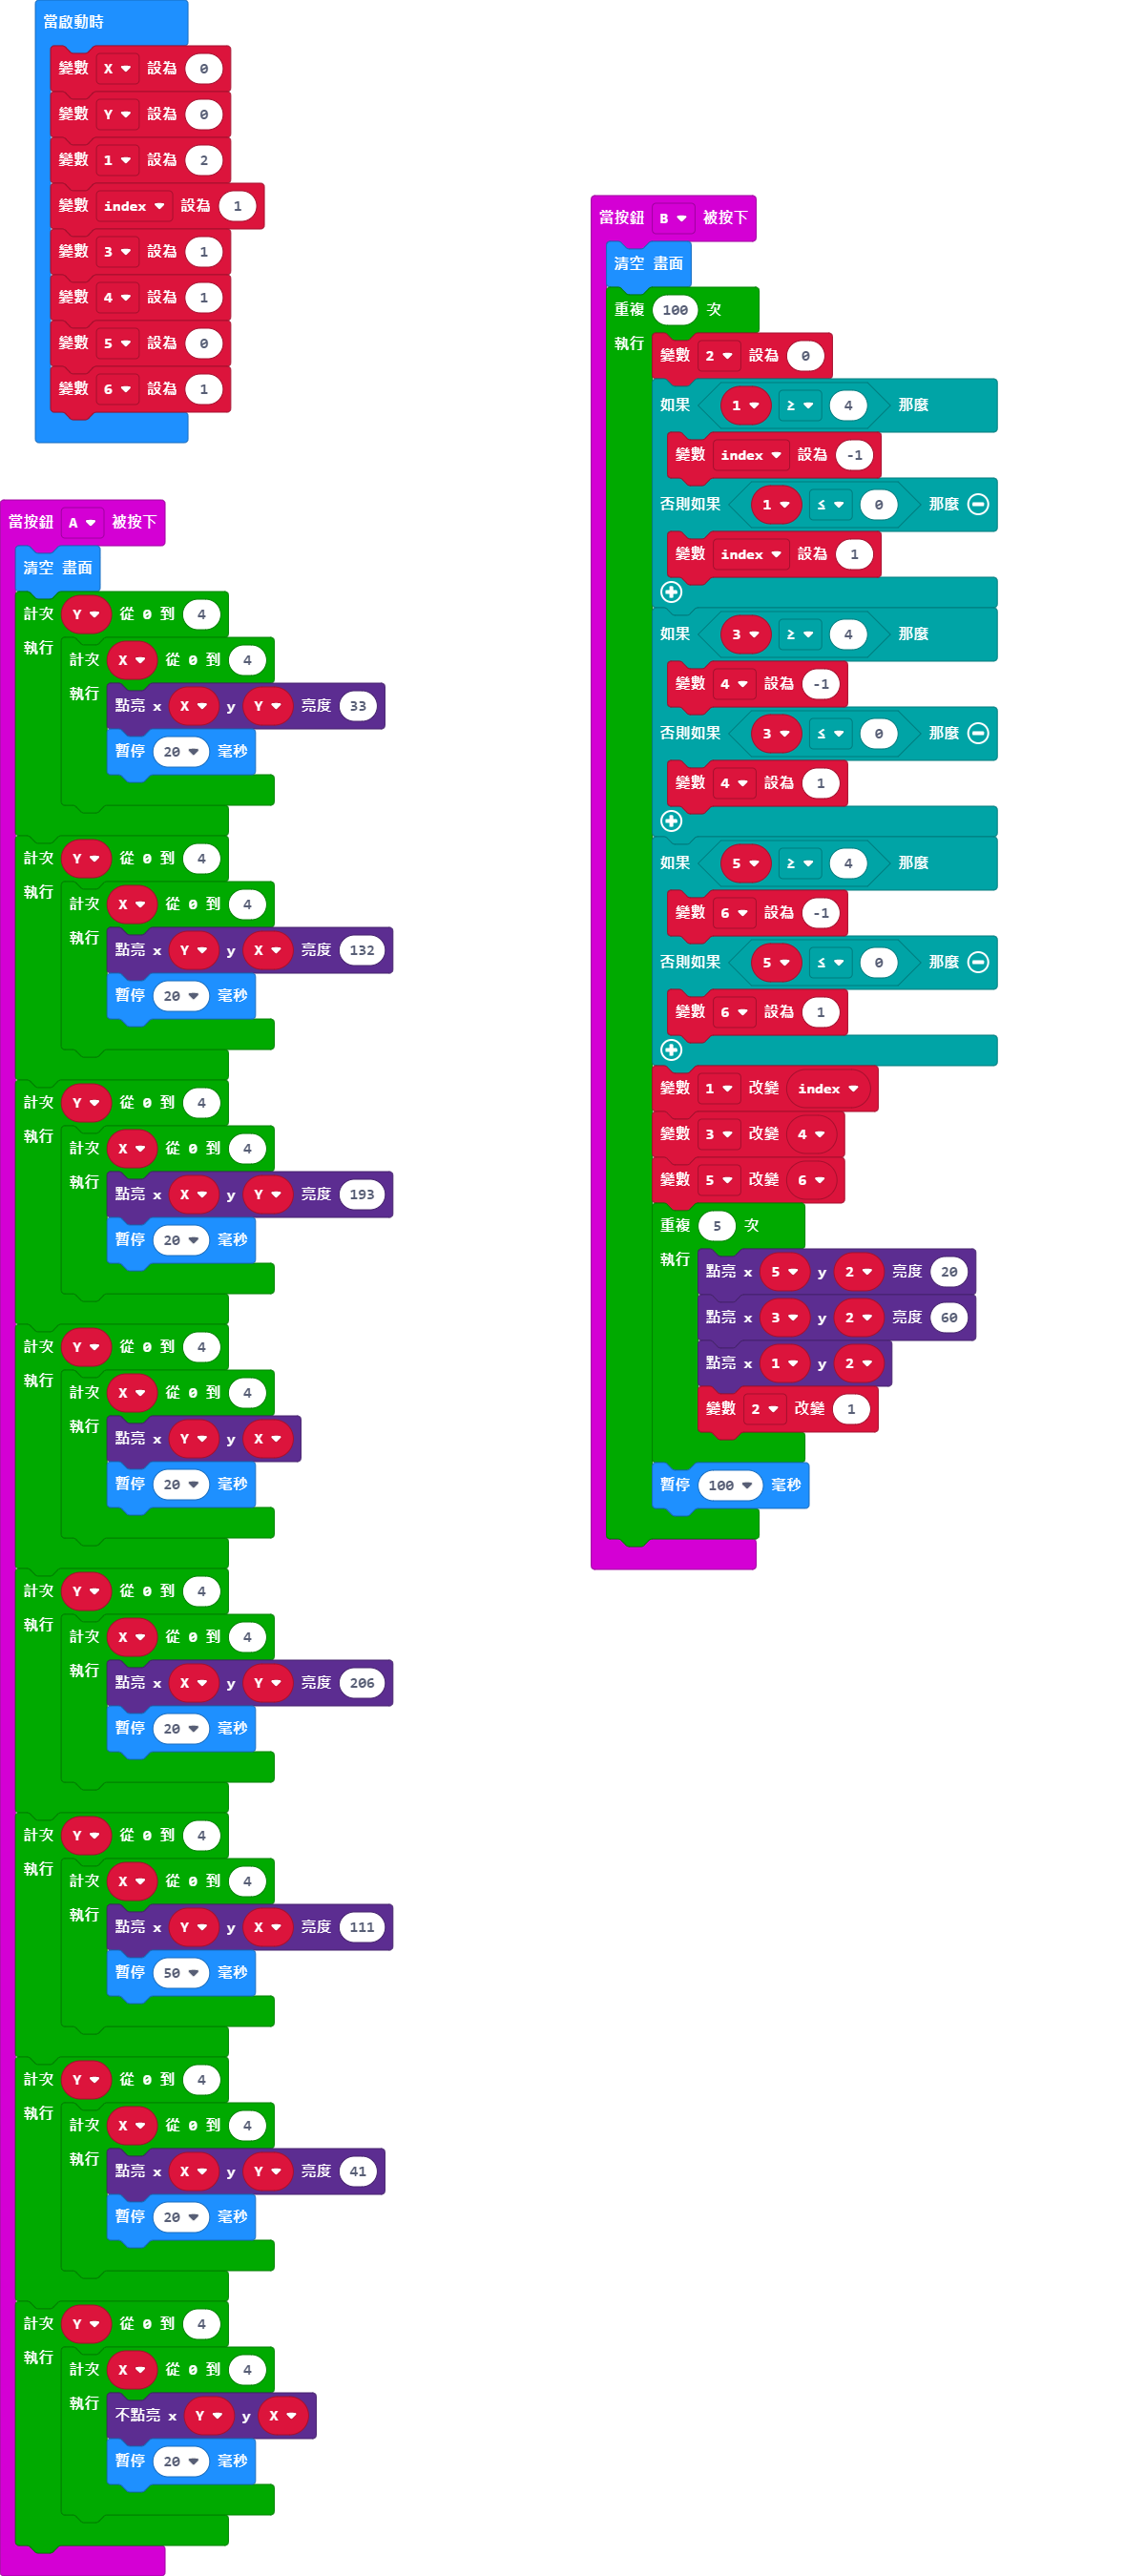 當啟動時
變數 X 設為 0
變數 Y 設為 0
變數 1 設為 2
變數 index 設為 1
變數 3 設為 1
變數 4 設為 1
變數 5 設為 0
變數 6 設為 1
當按鈕 A 被按下
清空 畫面
計次 Y 從 0 到 4
執行 計次 X 從 0 到 4
執行 點亮 x X y Y 亮度 33
暫停 20 毫秒
計次 Y 從 0 到 4
執行 計次 X 從 0 到 4
執行 點亮 x Y y X 亮度 132
暫停 20 毫秒
計次 Y 從 0 到 4
執行 計次 X 從 0 到 4
執行 點亮 x X y Y 亮度 193
暫停 20 毫秒
計次 Y 從 0 到 4
執行 計次 X 從 0 到 4
執行 點亮 x Y y X
暫停 20 毫秒
計次 Y 從 0 到 4
執行 計次 X 從 0 到 4
執行 點亮 x X y Y 亮度 206
暫停 20 毫秒
計次 Y 從 0 到 4
執行 計次 X 從 0 到 4
執行 點亮 x Y y X 亮度 111
暫停 50 毫秒
計次 Y 從 0 到 4
執行 計次 X 從 0 到 4
執行 點亮 x X y Y 亮度 41
暫停 20 毫秒
計次 Y 從 0 到 4
執行 計次 X 從 0 到 4
執行 不點亮 x Y y X
暫停 20 毫秒
當按鈕 B 被按下
清空 畫面
重複 100 次
執行 變數 2 設為 0
如果 1 ≥ 4 那麼
變數 index 設為 -1
否則如果 1 ≤ 0 那麼
變數 index 設為 1
如果 3 ≥ 4 那麼
變數 4 設為 -1
否則如果 3 ≤ 0 那麼
變數 4 設為 1
如果 5 ≥ 4 那麼
變數 6 設為 -1
否則如果 5 ≤ 0 那麼
變數 6 設為 1
變數 1 改變 index
變數 3 改變 4
變數 5 改變 6
重複 5 次
執行 點亮 x 5 y 2 亮度 20
點亮 x 3 y 2 亮度 60
點亮 x 1 y 2
變數 2 改變 1
暫停 100 毫秒